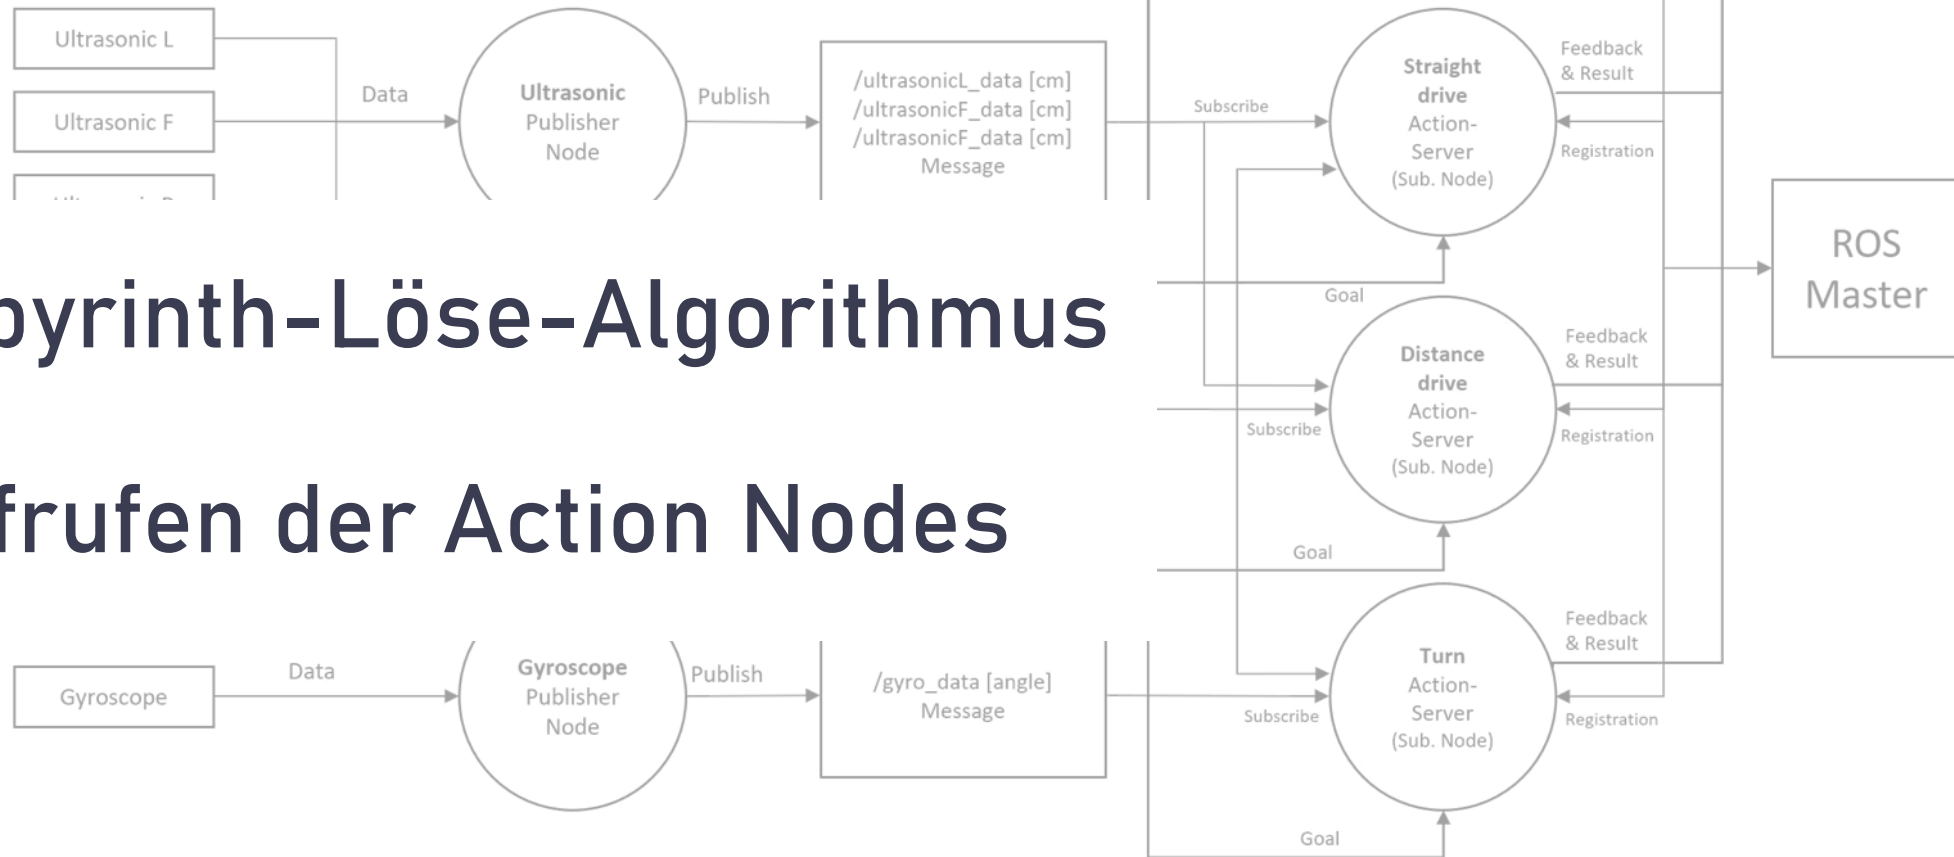 Ultrasonic L
Ultrasonic F
Data
Ultrasonic
Publisher
Node
Publish
/ultrasonicL_data [cm]
/ultrasonicF_data [cm]
/ultrasonicF_data [cm]
Message
Subscribe
Straight
drive
Action-
Server
(Sub. Node)
Feedback
& Result
Registration
ROS
Master
Goal
byrinth-Löse-Algorithmus
frufen der Action Nodes
Subscribe
Distance
drive
Action-
Server
(Sub. Node)
Feedback
& Result
Registration
Goal
Gyroscope
Data
Gyroscope
Publisher
Node
Publish
/gyro_data [angle]
Message
Subscribe
Turn
Action-
Server
(Sub. Node)
Feedback
& Result
Registration
Goal